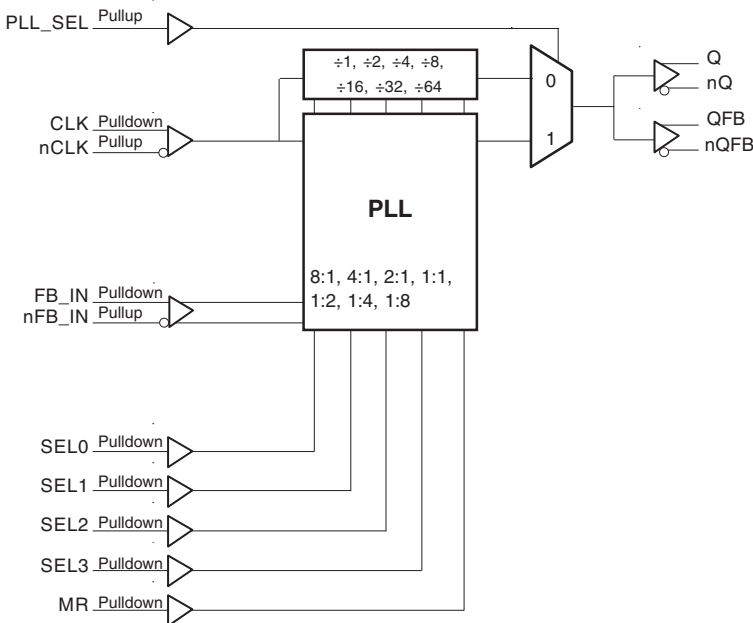 PLL_SEL Pullup
÷1, ÷2, ÷4, ÷8,
÷16, ÷32, ÷64
0
1
Q
nQ
QFB
nQFB
CLK Pulldown
nCLK Pullup
PLL
8:1, 4:1, 2:1, 1:1,
1:2, 1:4, 1:8
FB_IN Pulldown
nFB_IN Pullup
SEL0 Pulldown
SEL1 Pulldown
SEL2 Pulldown
SEL3 Pulldown
MR Pulldown